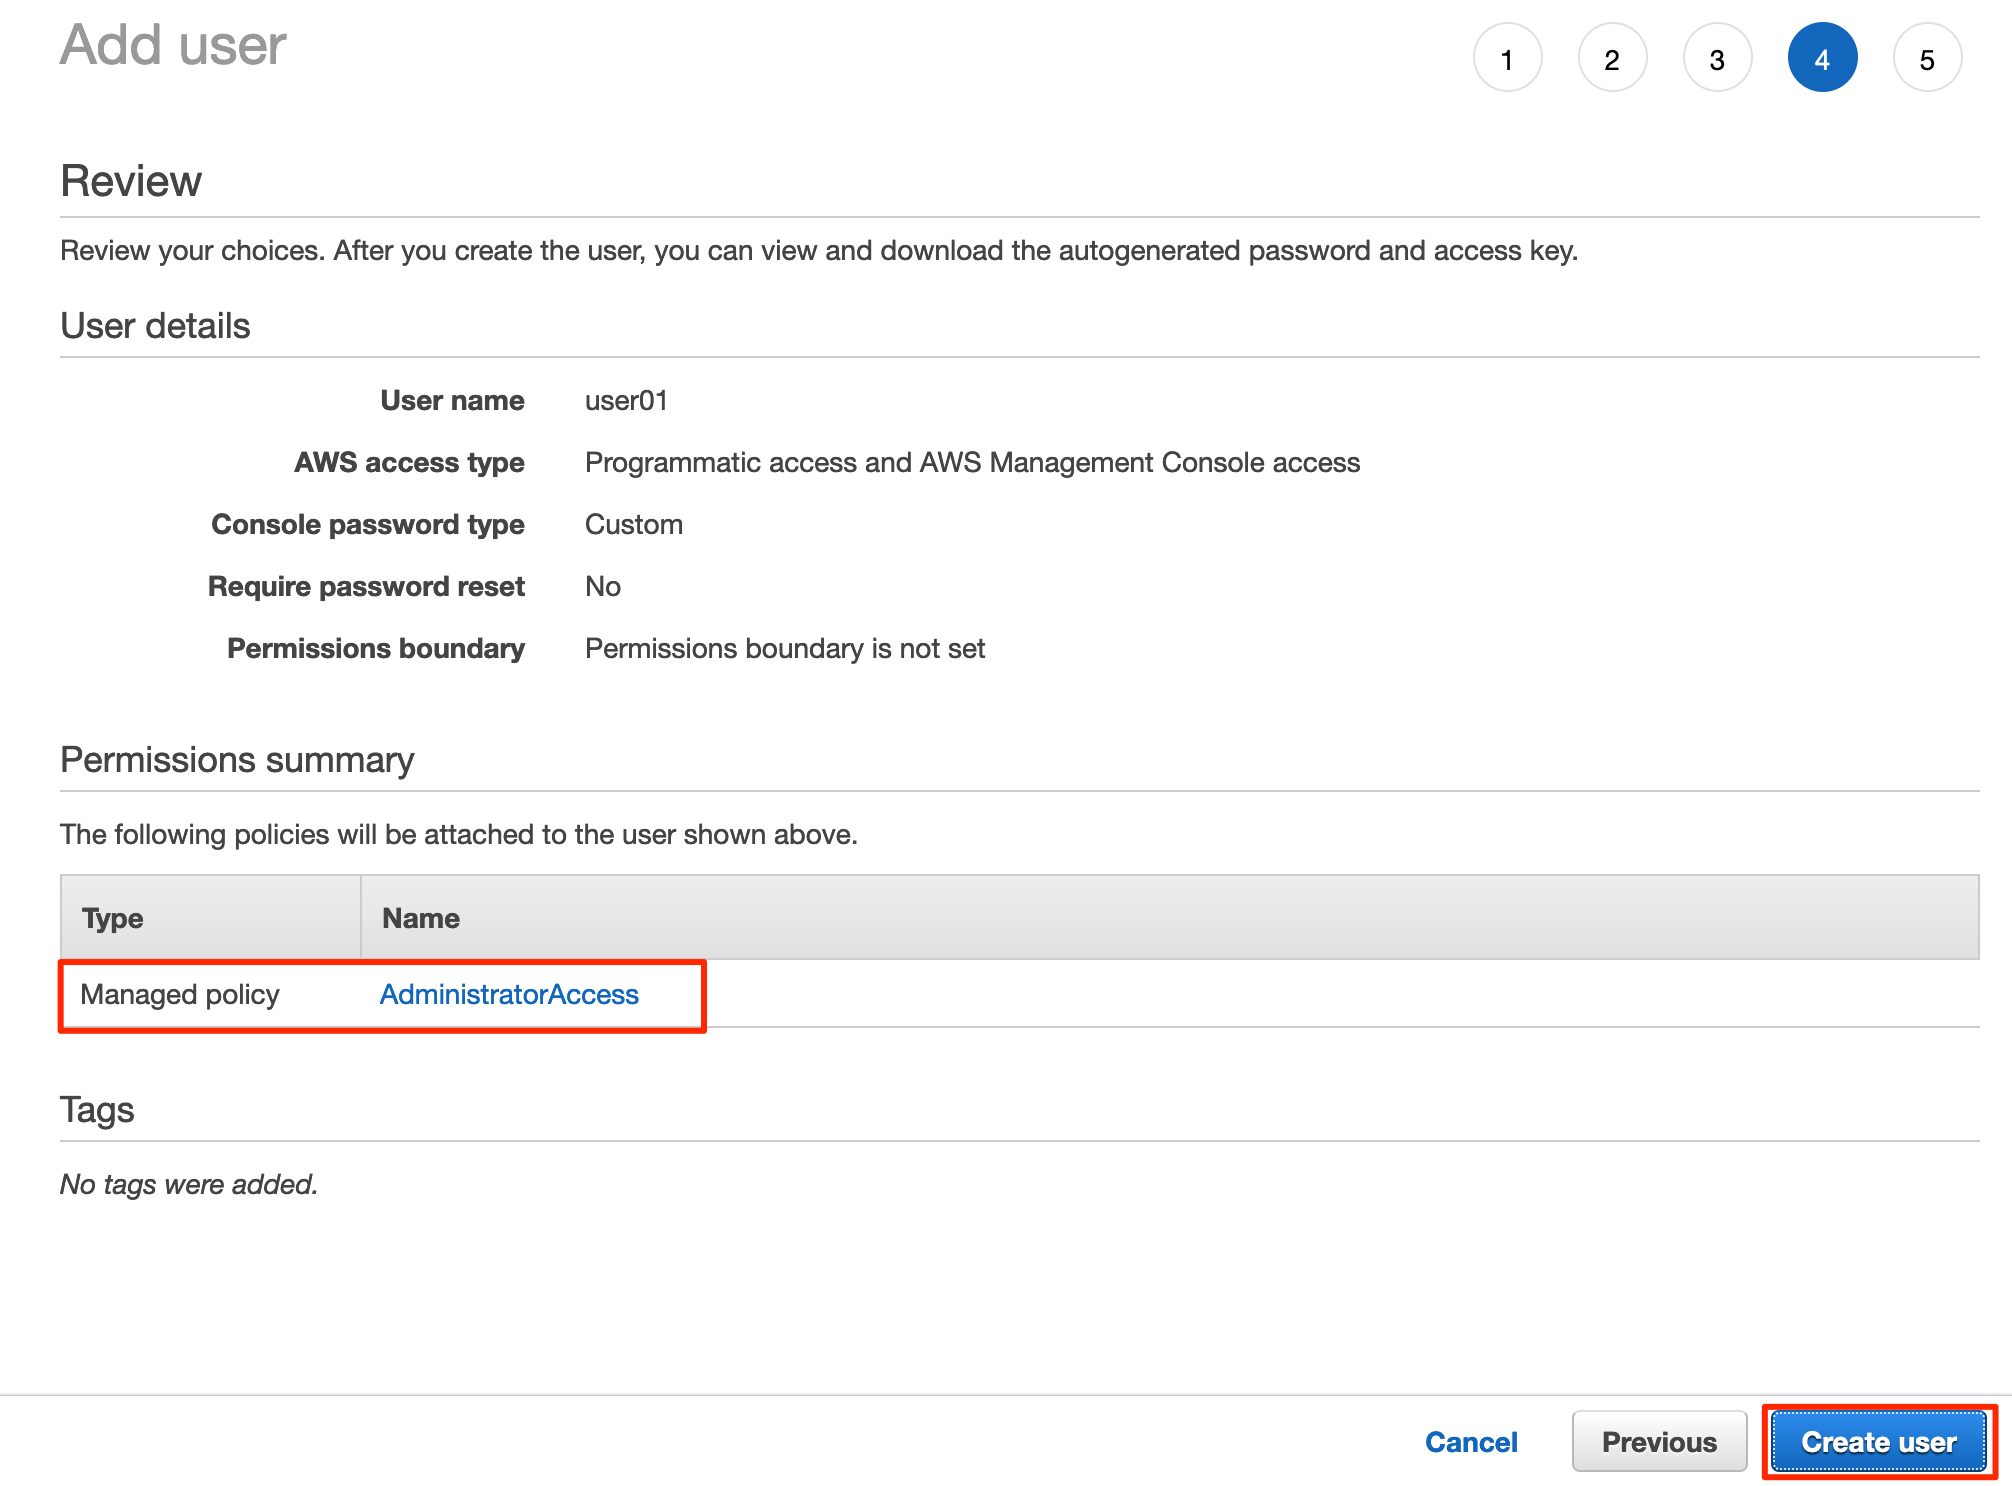 Add user
1 2 3 4 5
Review
Review your choices. After you create the user, you can view and download the autogenerated password and access key.
User details
User name user01
AWS access type Programmatic access and AWS Management Console access
Console password type Custom
Require password reset No
Permissions boundary Permissions boundary is not set
Permissions summary
The following policies will be attached to the user shown above.
Type Name
Managed policy AdministratorAccess
Tags
No tags were added.
Cancel Previous Create user